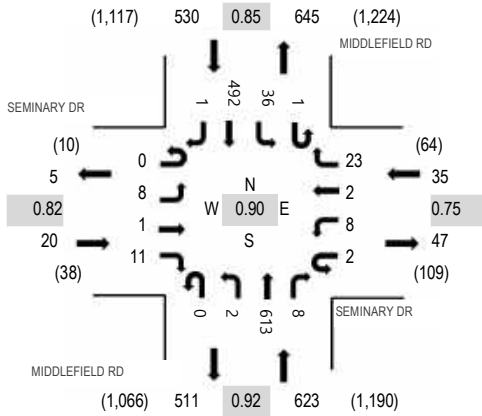 (1,117) 530 0.85 645 (1,224)
MIDDLEFIELD RD
1 492 36 1
SEMINARY DR
(10) (64)
0 23
5 35
8 N 2
0.82 W 0.90 E 0.75
1 8
20 S 47
11 2
(38) (109)
0 2 613 8
SEMINARY DR
MIDDLEFIELD RD
(1,066) 511 0.92 623 (1,190)